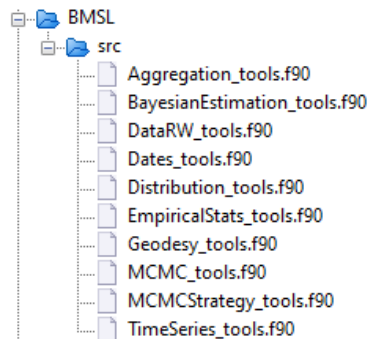 BMSL
src
Aggregation_tools.f90
BayesianEstimation_tools.f90
DataRW_tools.f90
Dates_tools.f90
Distribution_tools.f90
EmpiricalStats_tools.f90
Geodesy_tools.f90
MCMC_tools.f90
MCMCStrategy_tools.f90
TimeSeries_tools.f90